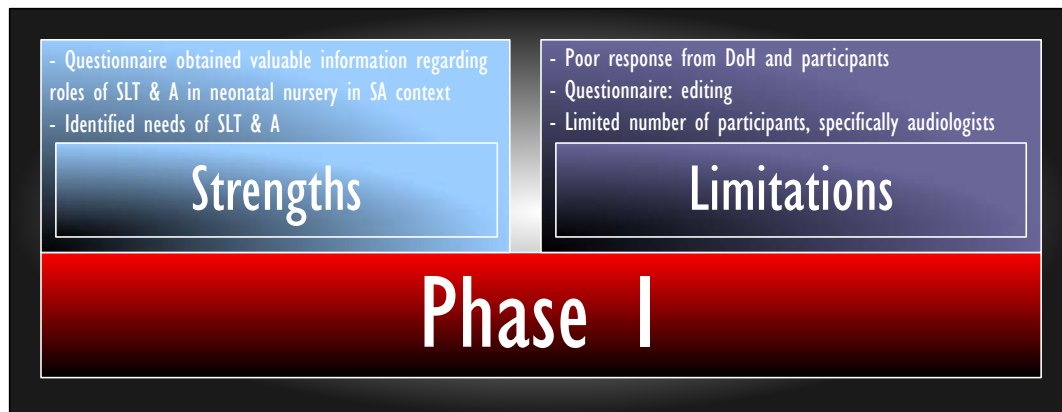 - Questionnaire obtained valuable information regarding
roles of SLT & A in neonatal nursery in SA context
- Identified needs of SLT & A
Strengths
- Poor response from DoH and participants
- Questionnaire: editing
- Limited number of participants, specifically audiologists
Limitations
Phase I